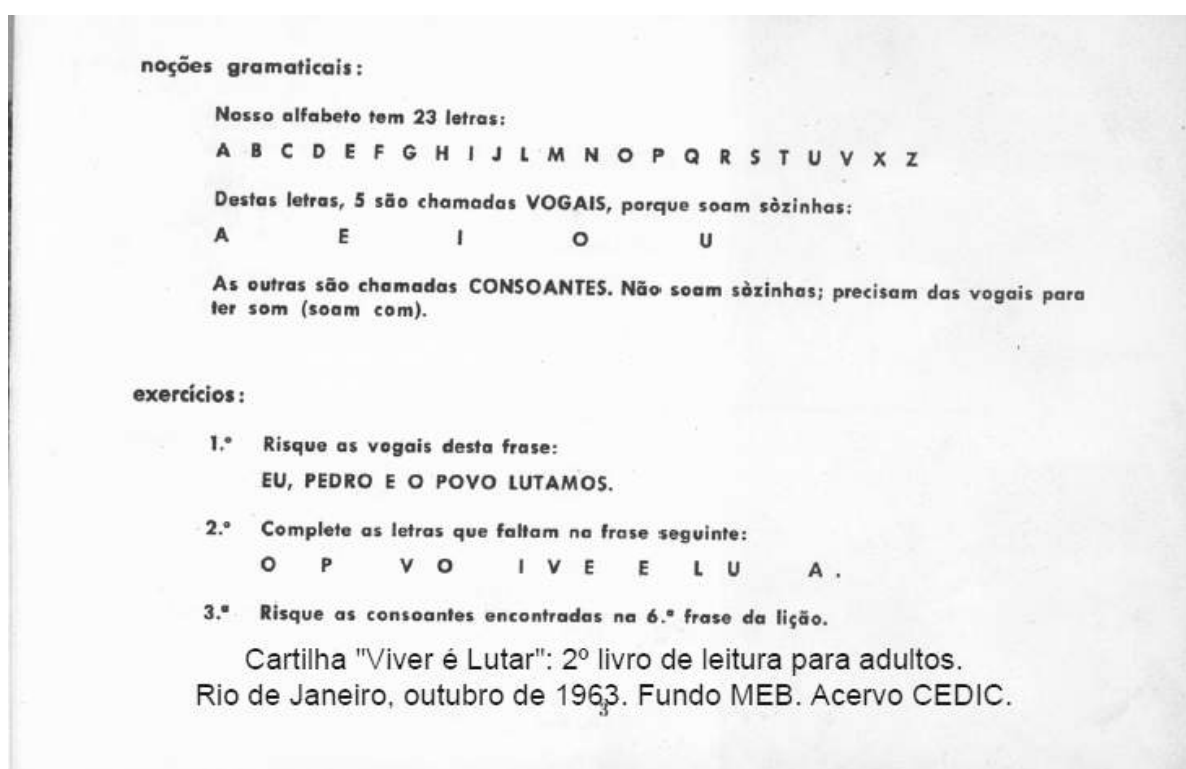 noções gramaticais:
Nosso alfabeto tem 23 letras:
A B C D E F G H I J L M N O P Q R S T U V X Z
Destas letras, 5 são chamadas VOGAIS, porque soam sòzinhas:
A E I O U
As outras são chamadas CONSOANTES. Não soam sòzinhas; precisam das vogais para
ter som (soam com).
exercícios:
1.º Risque as vogais desta frase:
EU, PEDRO E O POVO LUTAMOS.
2.º Complete as letras que faltam na frase seguinte:
O P VO IVE E LU A.
3.º Risque as consoantes encontradas na 6.ª frase da lição.
Cartilha "Viver é Lutar": 2º livro de leitura para adultos.
Rio de Janeiro, outubro de 1963. Fundo MEB. Acervo CEDIC.
3